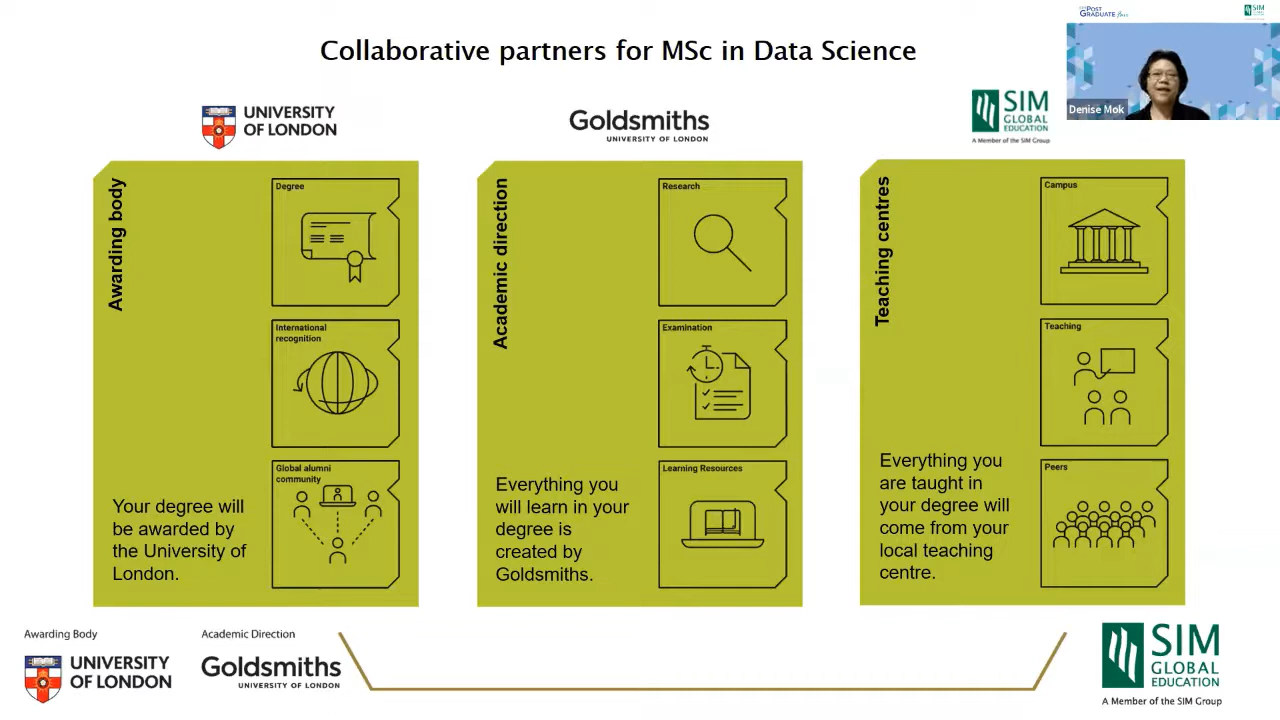 POST
GRADUATE
SIM
GLOBAL
EDUCATION
Denise Mok
Collaborative partners for MSc in Data Science
UNIVERSITY
OF LONDON
Goldsmiths
UNIVERSITY OF LONDON
SIM
GLOBAL
EDUCATION
A Member of the SIM Group
Awarding body
Degree
International
recognition
Global alumni
community
Your degree will
be awarded by
the University of
London.
Academic direction
Research
Examination
Learning Resources
Everything you
will learn in your
degree is
created by
Goldsmiths.
Teaching centres
Campus
Teaching
Peers
Everything you
are taught in
your degree will
come from your
local teaching
centre.
Awarding Body
UNIVERSITY
OF LONDON
Academic Direction
Goldsmiths
UNIVERSITY OF LONDON
SIM
GLOBAL
EDUCATION
A Member of the SIM Group